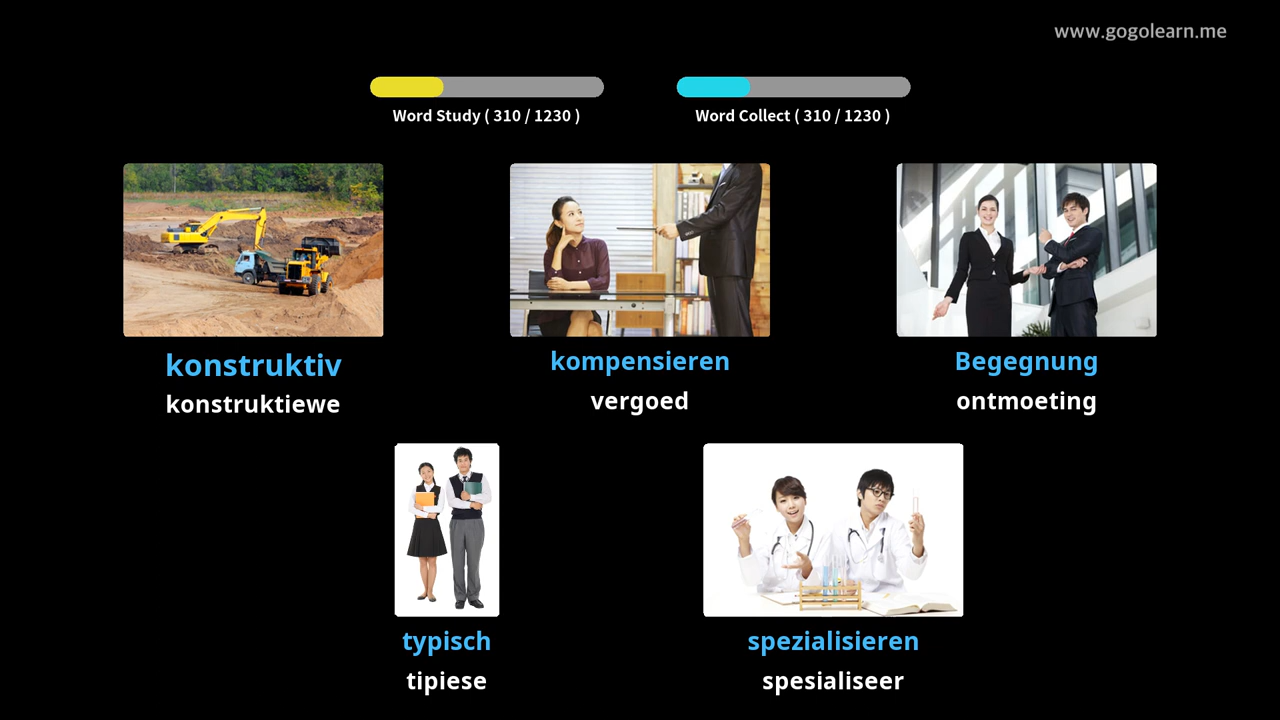 www.gogolearn.me
Word Study ( 310 / 1230 )
Word Collect ( 310 / 1230 )
konstruktiv
konstruktiewe
kompensieren
vergoed
Begegnung
ontmoeting
typisch
tipiese
spezialisieren
spesialiseer